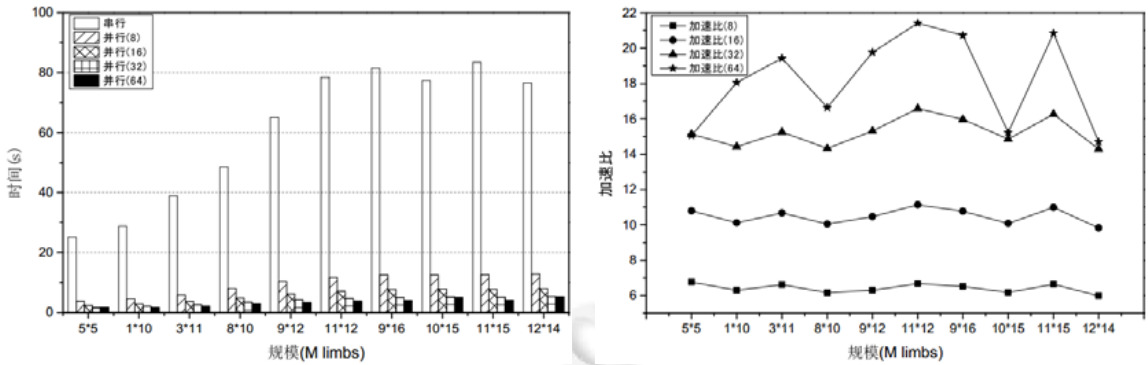 100
80
60
40
20
0
时间(s)
串行
并行(8)
并行(16)
并行(32)
并行(64)
5*5 1*10 3*11 8*10 9*12 11*12 9*16 10*15 11*15 12*14
规模(M limbs)
22
20
18
16
14
12
10
8
6
加速比
加速比(8)
加速比(16)
加速比(32)
加速比(64)
5*5 1*10 3*11 8*10 9*12 11*12 9*16 10*15 11*15 12*14
规模(M limbs)